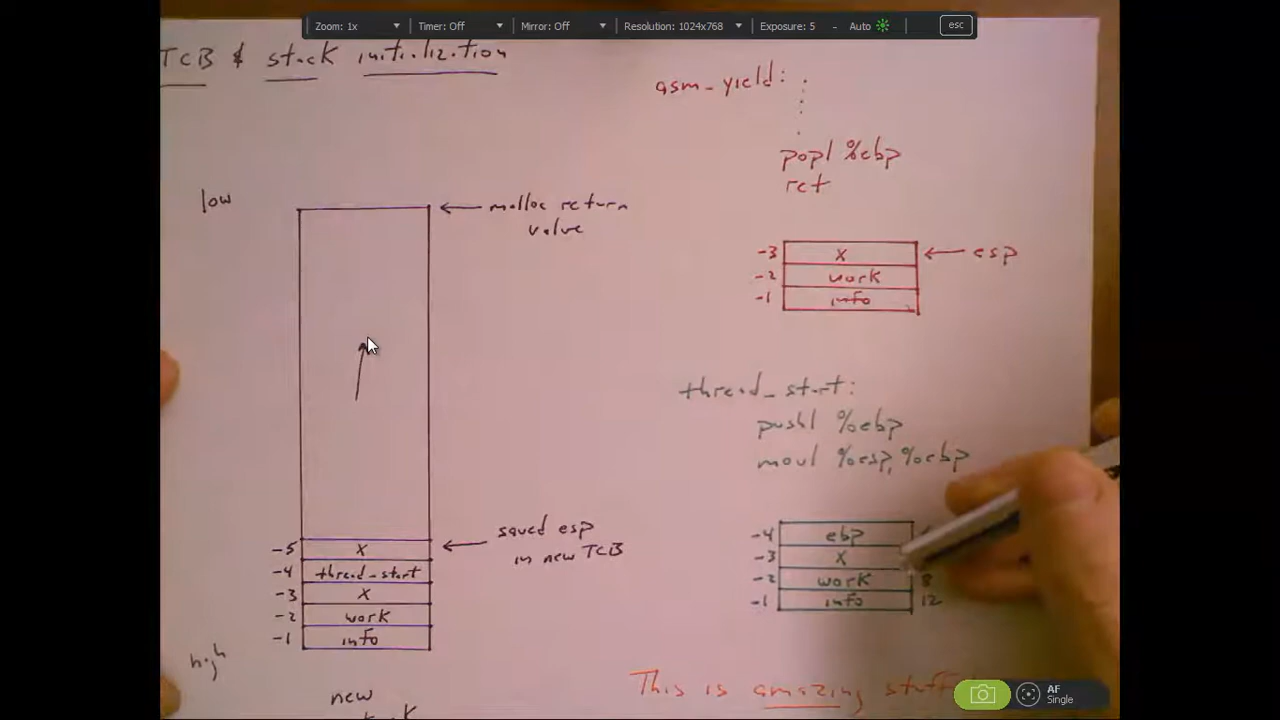 Zoom: 1x Timer: Off Mirror: Off Resolution: 1024x768 Exposure: 5 - Auto esc
TCB & stack initialization
low
malloc return
value
-5 X
-4 thread_start
-3 X
-2 work
-1 info
saved esp
in new TCB
high
new
asm_yield:
popl %ebp
ret
-3 X
-2 work
-1 info
esp
thread_start:
pushl %ebp
movl %esp, %ebp
-4 ebp
-3 X
-2 work 8
-1 info 12
This is amazing stuff
AF
Single